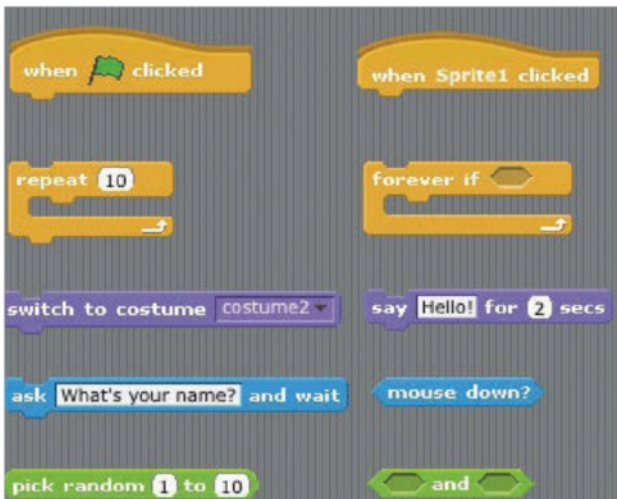 when clicked
when Sprite1 clicked
repeat 10
forever if
switch to costume costume2
say Hello! for 2 secs
ask What's your name? and wait
mouse down?
pick random 1 to 10
and